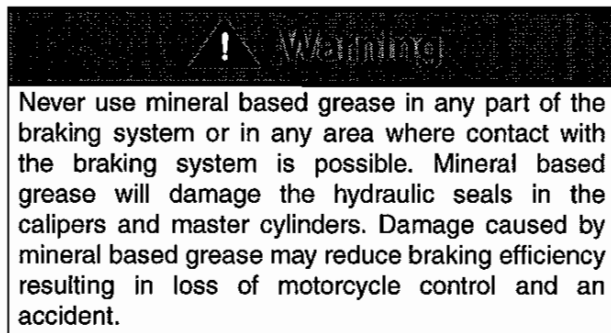 Warning
Never use mineral based grease in any part of the
braking system or in any area where contact with
the braking system is possible. Mineral based
grease will damage the hydraulic seals in the
calipers and master cylinders. Damage caused by
mineral based grease may reduce braking efficiency
resulting in loss of motorcycle control and an
accident.